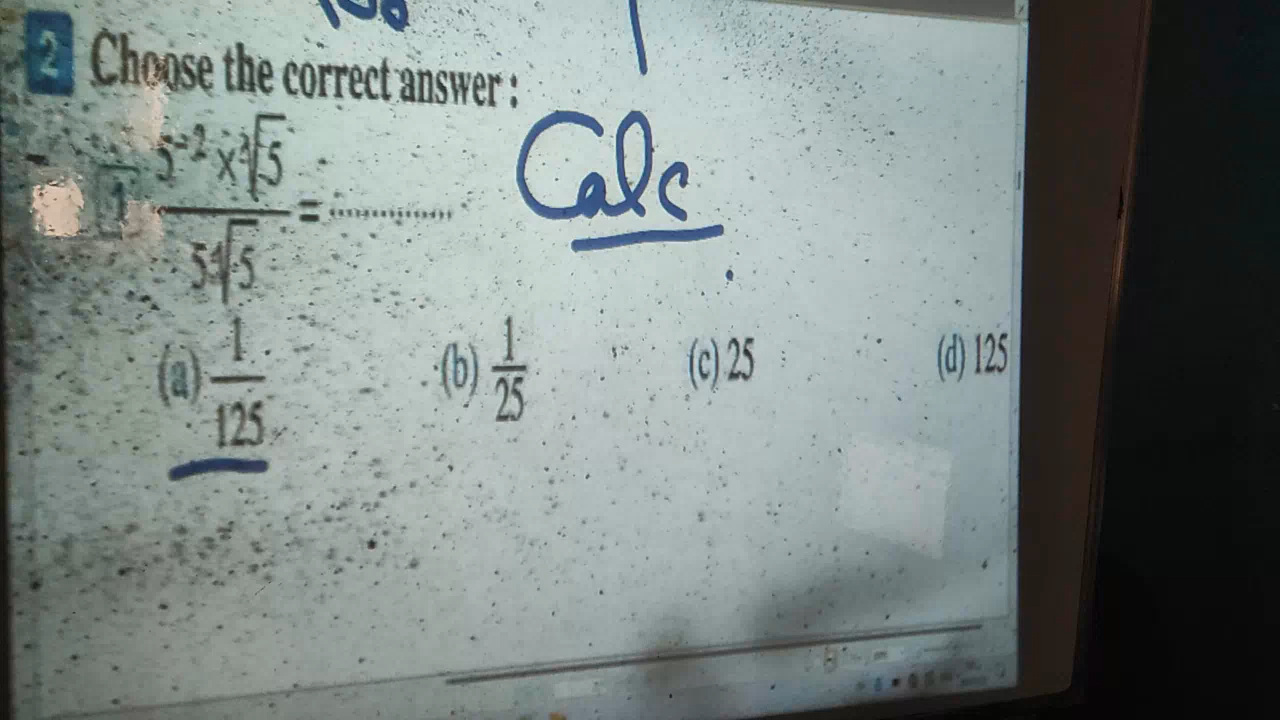 2 Choose the correct answer :
1 5⁻² × ∜5 / 5∜5 = ............
Calc
(a) 1/125 (b) 1/25 (c) 25 (d) 125